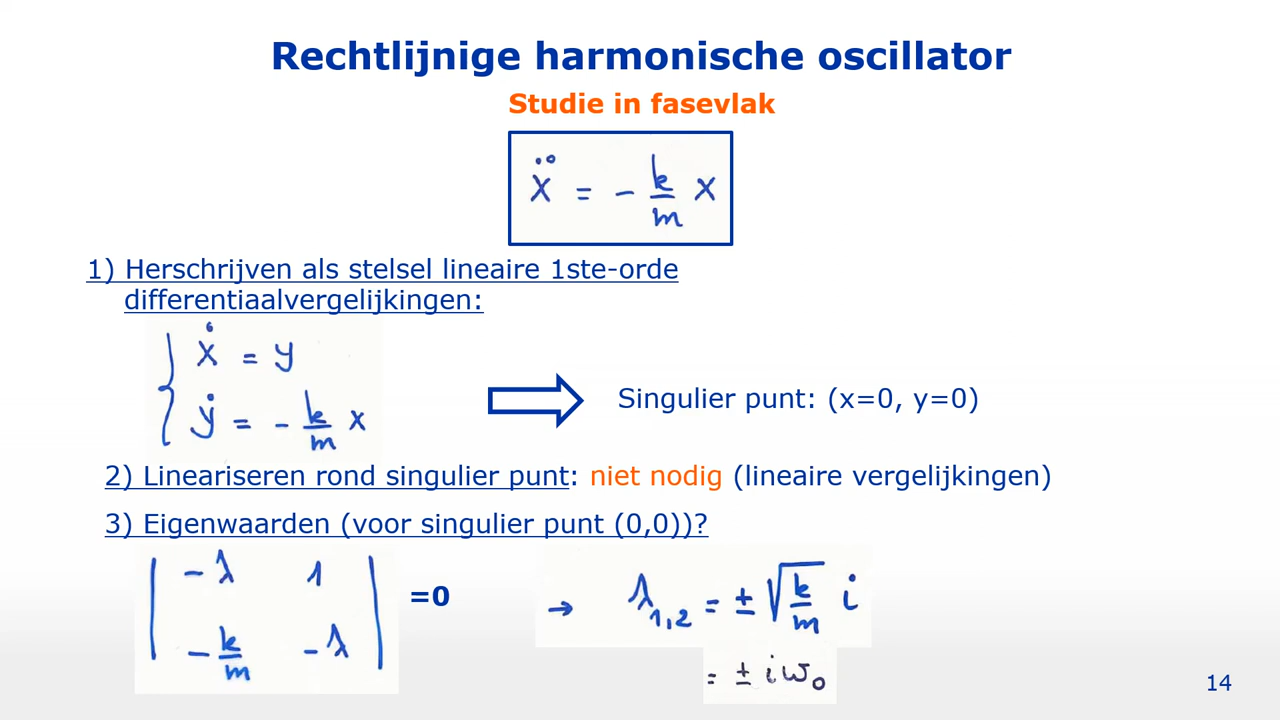 Rechtlijnige harmonische oscillator
Studie in fasevlak
ẍ = - k/m x
1) Herschrijven als stelsel lineaire 1ste-orde
differentiaalvergelijkingen:
{ ẋ = y
ẏ = - k/m x
Singulier punt: (x=0, y=0)
2) Lineariseren rond singulier punt: niet nodig (lineaire vergelijkingen)
3) Eigenwaarden (voor singulier punt (0,0))?
| -λ 1 |
| -k/m -λ | =0
→ λ1,2 = ± √(k/m) i
= ± iω₀
14